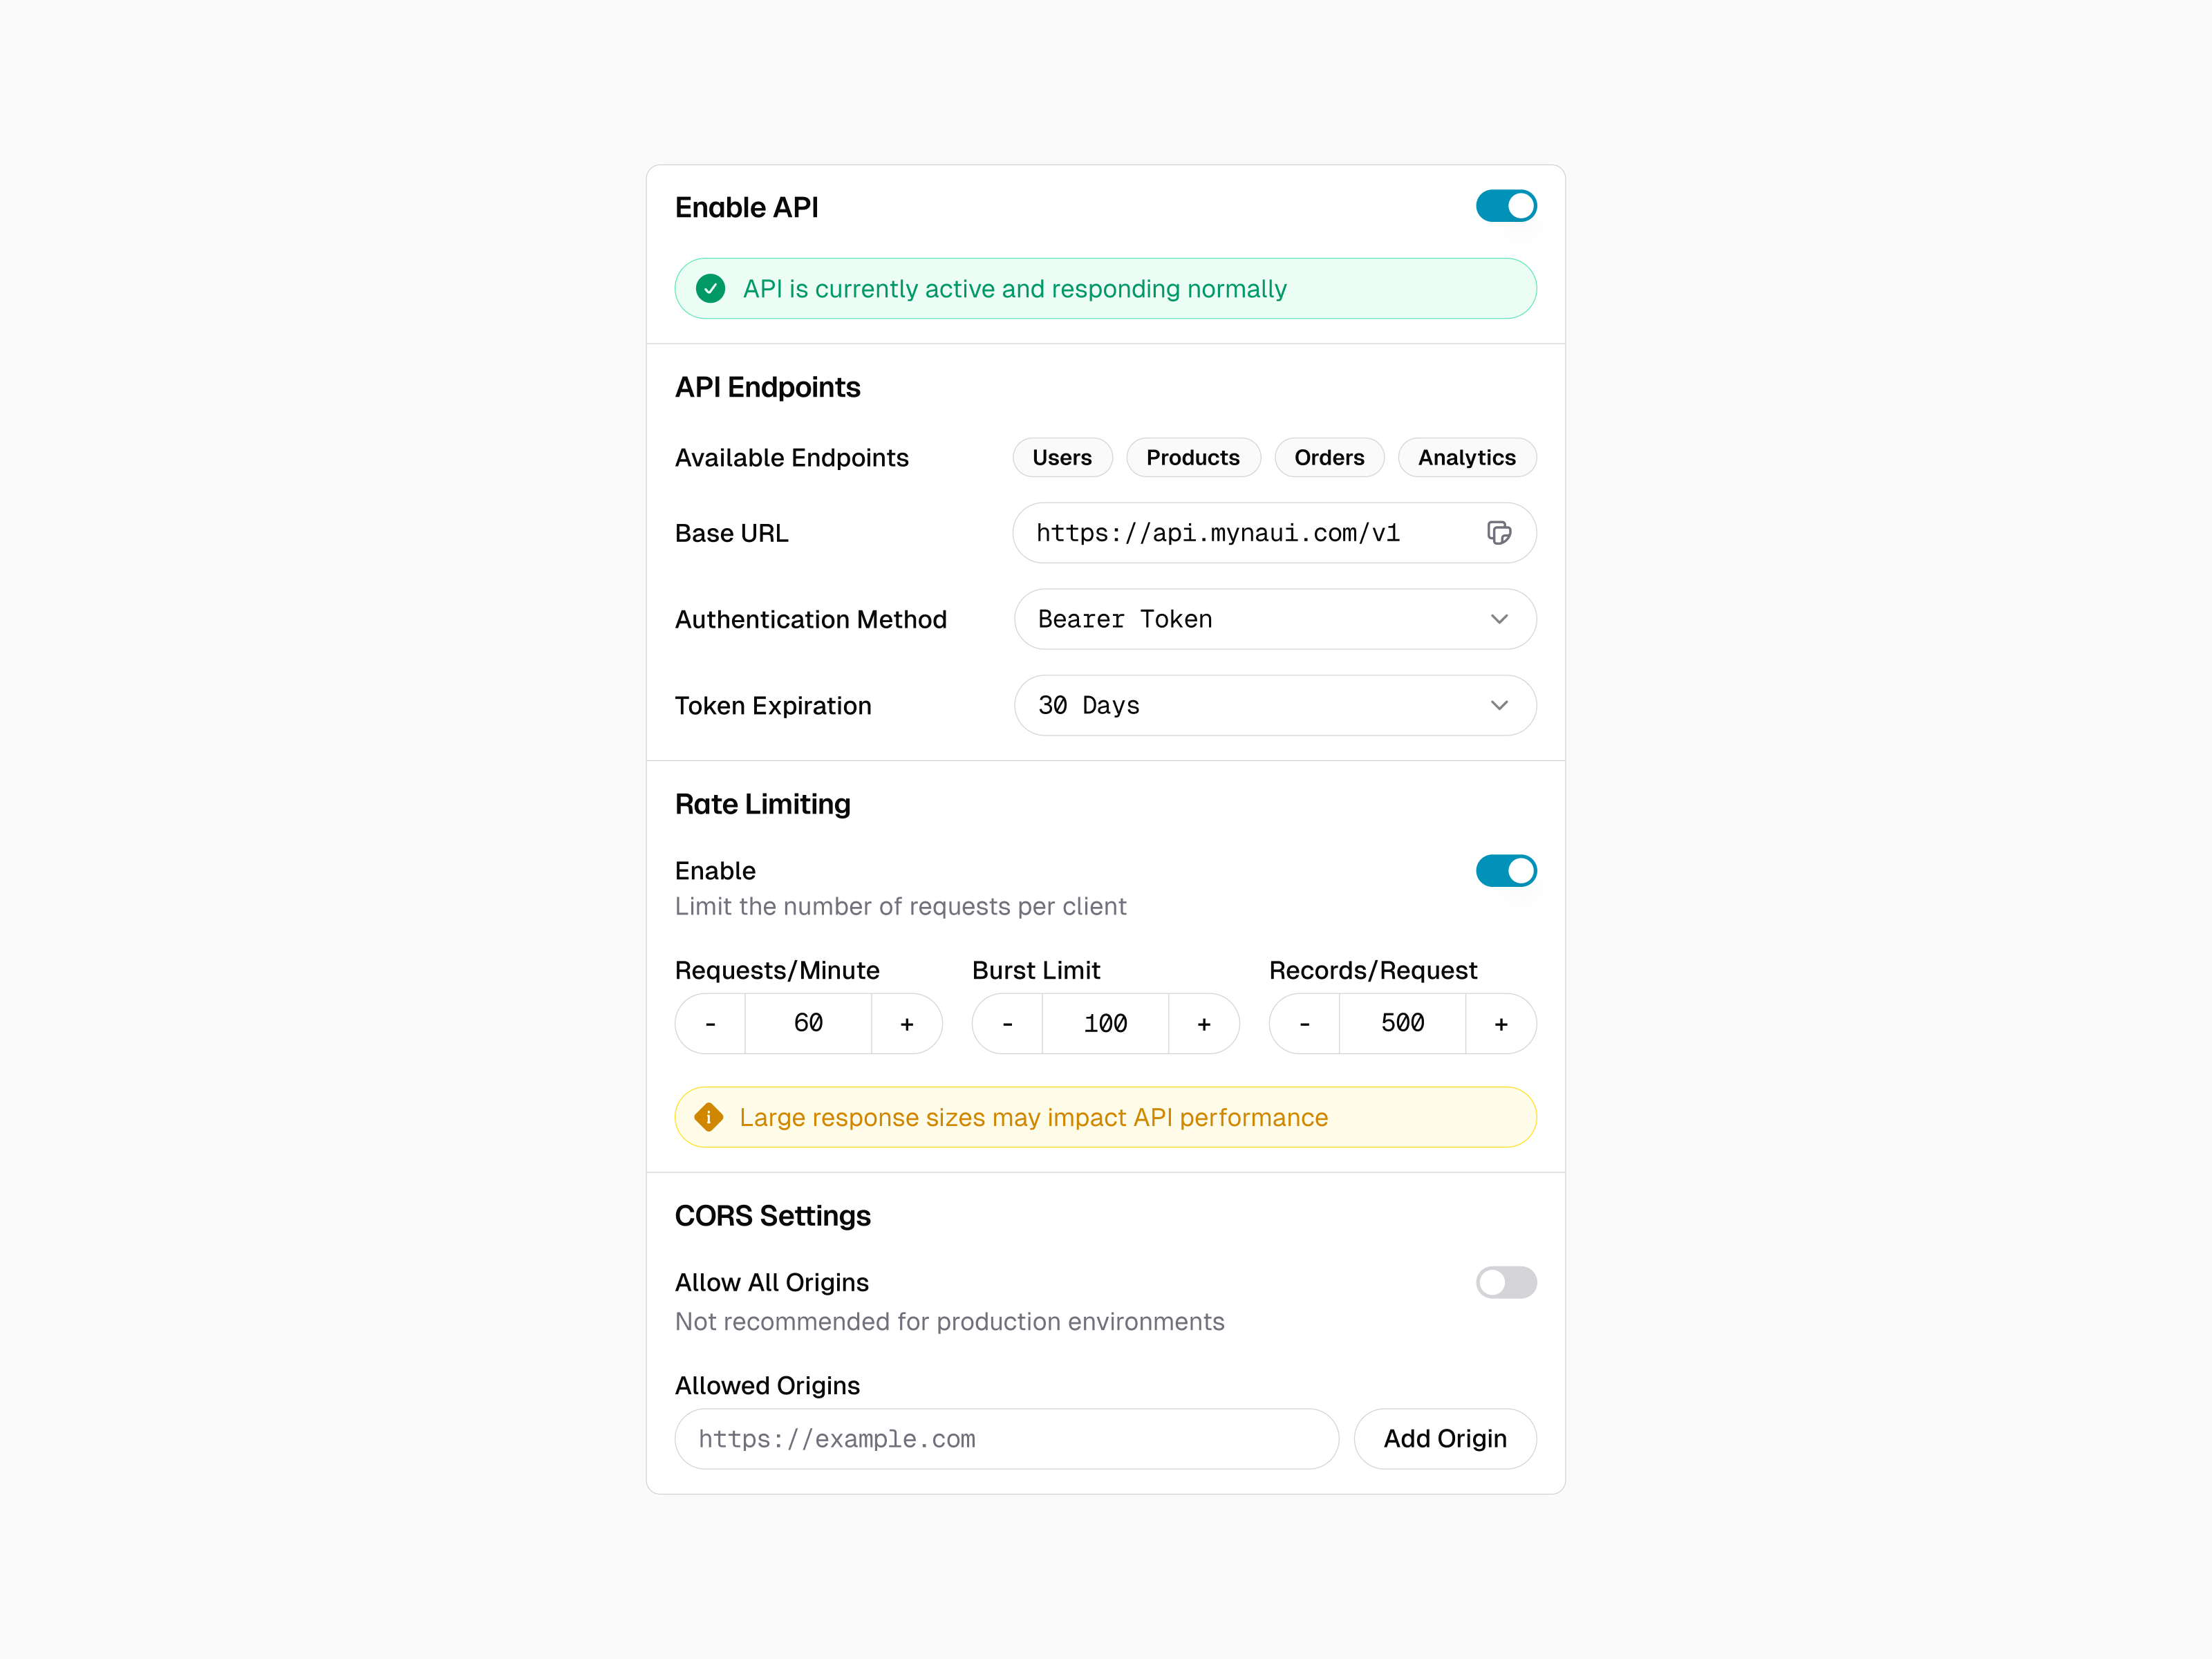 Enable API
API is currently active and responding normally
API Endpoints
Available Endpoints Users Products Orders Analytics
Base URL https://api.mynaui.com/v1
Authentication Method Bearer Token
Token Expiration 30 Days
Rate Limiting
Enable
Limit the number of requests per client
Requests/Minute Burst Limit Records/Request
- 60 + - 100 + - 500 +
Large response sizes may impact API performance
CORS Settings
Allow All Origins
Not recommended for production environments
Allowed Origins
https://example.com Add Origin